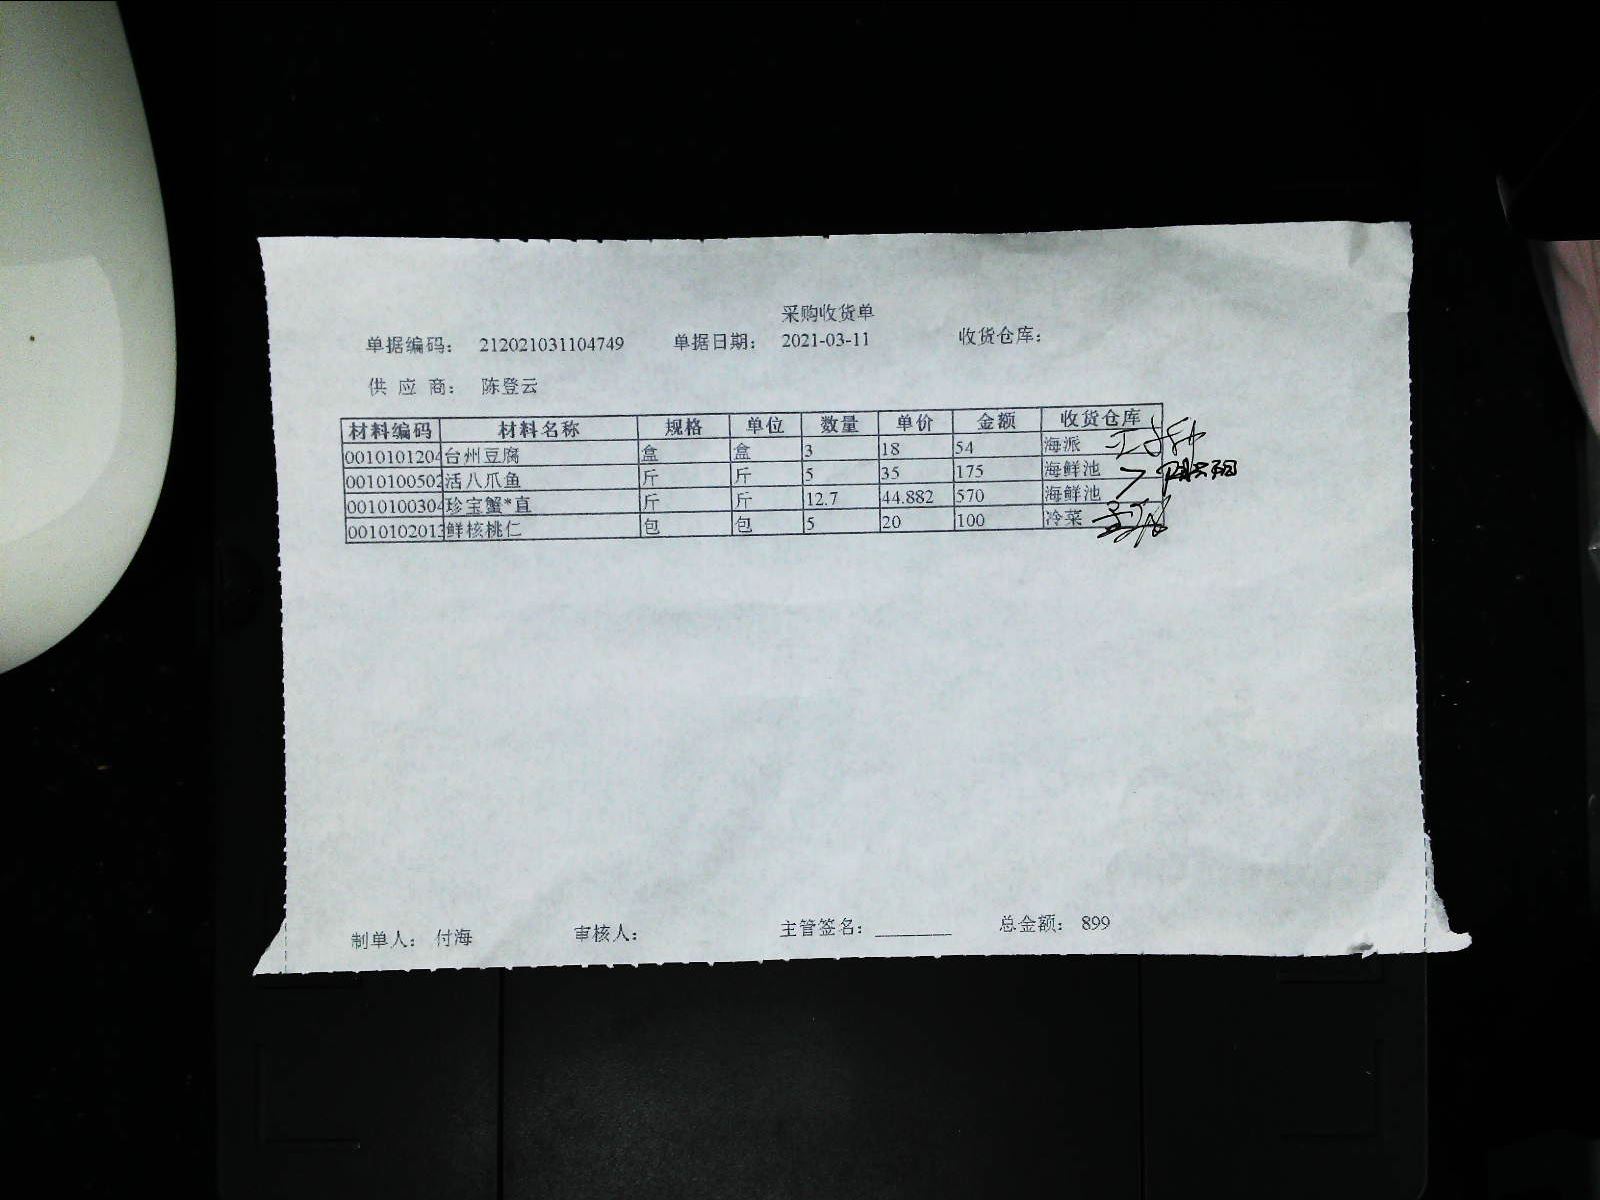 采购收货单
单据编码： 212021031104749 单据日期： 2021-03-11 收货仓库：
供 应 商： 陈登云
材料编码 材料名称 规格 单位 数量 单价 金额 收货仓库
0010101204 台州豆腐 盒 盒 3 18 54 海派
0010100502 活八爪鱼 斤 斤 5 35 175 海鲜池
0010100304 珍宝蟹*直 斤 斤 12.7 44.882 570 海鲜池
0010102013 鲜核桃仁 包 包 5 20 100 冷菜
制单人： 付海 审核人： 主管签名：________ 总金额： 899